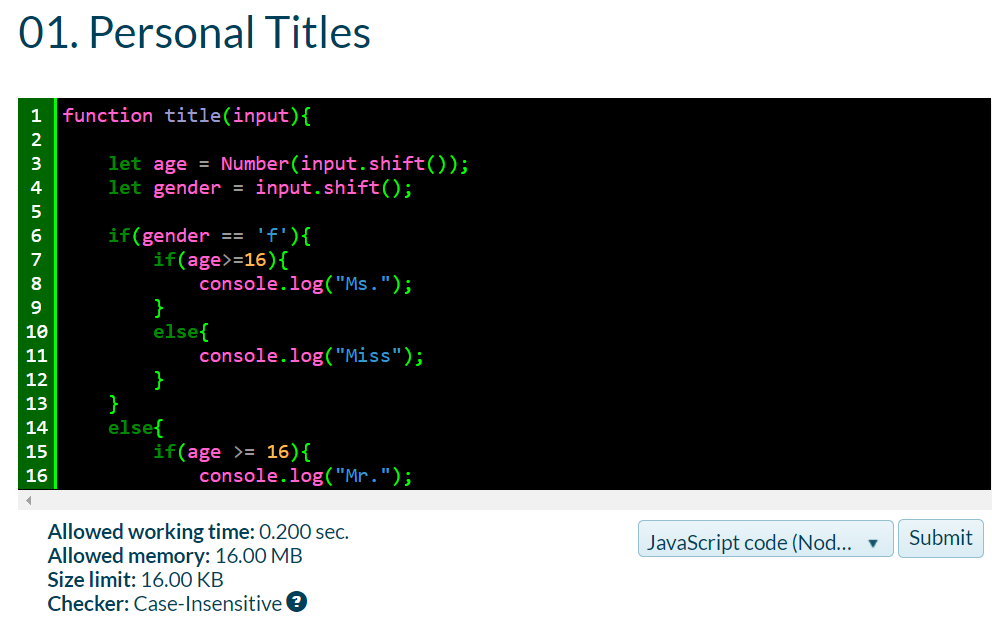 01. Personal Titles
1 function title(input){
2
3     let age = Number(input.shift());
4     let gender = input.shift();
5
6     if(gender == 'f'){
7         if(age>=16){
8             console.log("Ms.");
9         }
10         else{
11             console.log("Miss");
12         }
13     }
14     else{
15         if(age >= 16){
16             console.log("Mr.");
Allowed working time: 0.200 sec.
Allowed memory: 16.00 MB
Size limit: 16.00 KB
Checker: Case-Insensitive ?
JavaScript code (Nod... ▼ Submit